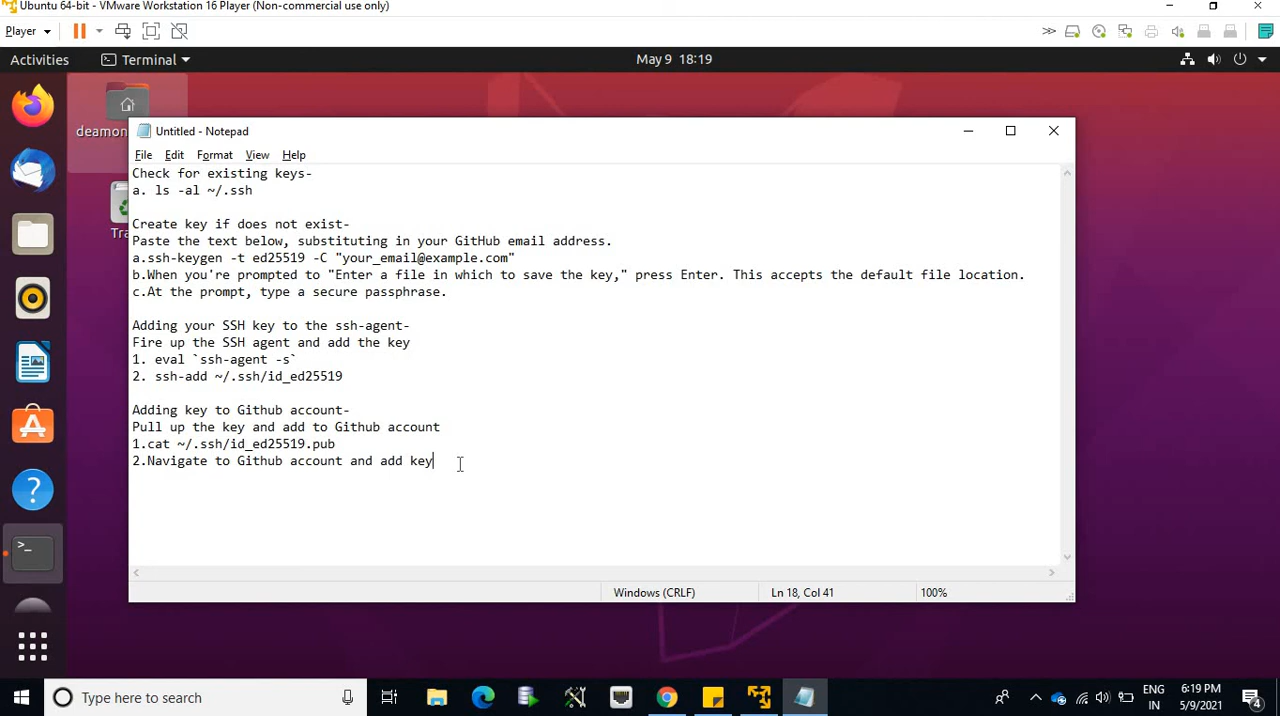 Ubuntu 64-bit - VMware Workstation 16 Player (Non-commercial use only)
Player
Activities
Terminal
May 9 18:19
deamon
Tra
Untitled - Notepad
File Edit Format View Help
Check for existing keys-
a. ls -al ~/.ssh
Create key if does not exist-
Paste the text below, substituting in your GitHub email address.
a.ssh-keygen -t ed25519 -C "your_email@example.com"
b.When you're prompted to "Enter a file in which to save the key," press Enter. This accepts the default file location.
c.At the prompt, type a secure passphrase.
Adding your SSH key to the ssh-agent-
Fire up the SSH agent and add the key
1. eval `ssh-agent -s`
2. ssh-add ~/.ssh/id_ed25519
Adding key to Github account-
Pull up the key and add to Github account
1.cat ~/.ssh/id_ed25519.pub
2.Navigate to Github account and add key
Windows (CRLF) Ln 18, Col 41 100%
Type here to search
ENG
IN
6:19 PM
5/9/2021
4